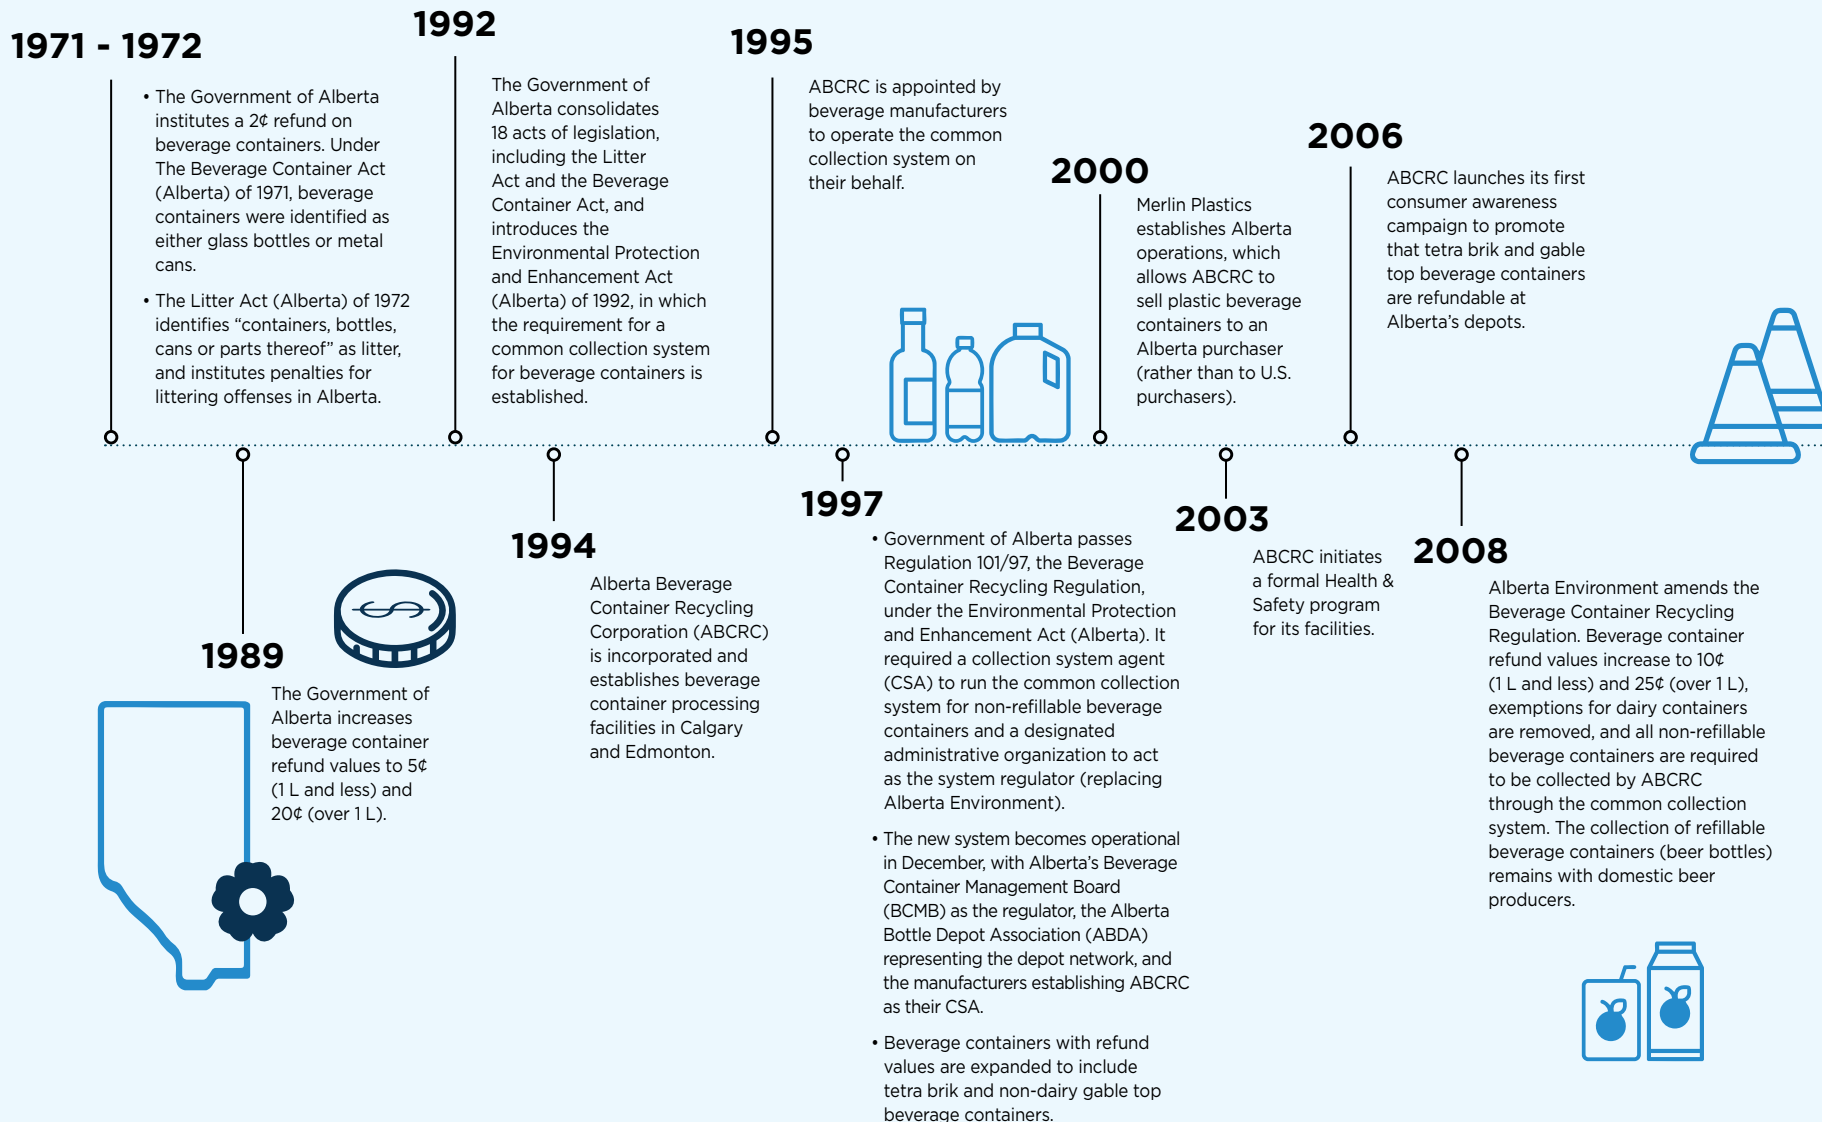 1971 - 1972
• The Government of Alberta
institutes a 2¢ refund on
beverage containers. Under
The Beverage Container Act
(Alberta) of 1971, beverage
containers were identified as
either glass bottles or metal
cans.
• The Litter Act (Alberta) of 1972
identifies “containers, bottles,
cans or parts thereof” as litter,
and institutes penalties for
littering offenses in Alberta.
1989
The Government of
Alberta increases
beverage container
refund values to 5¢
(1 L and less) and
20¢ (over 1 L).
1992
The Government of
Alberta consolidates
18 acts of legislation,
including the Litter
Act and the Beverage
Container Act, and
introduces the
Environmental Protection
and Enhancement Act
(Alberta) of 1992, in which
the requirement for a
common collection system
for beverage containers is
established.
1994
Alberta Beverage
Container Recycling
Corporation (ABCRC)
is incorporated and
establishes beverage
container processing
facilities in Calgary
and Edmonton.
1995
ABCRC is appointed by
beverage manufacturers
to operate the common
collection system on
their behalf.
1997
• Government of Alberta passes
Regulation 101/97, the Beverage
Container Recycling Regulation,
under the Environmental Protection
and Enhancement Act (Alberta). It
required a collection system agent
(CSA) to run the common collection
system for non-refillable beverage
containers and a designated
administrative organization to act
as the system regulator (replacing
Alberta Environment).
• The new system becomes operational
in December, with Alberta’s Beverage
Container Management Board
(BCMB) as the regulator, the Alberta
Bottle Depot Association (ABDA)
representing the depot network, and
the manufacturers establishing ABCRC
as their CSA.
• Beverage containers with refund
values are expanded to include
tetra brik and non-dairy gable top
beverage containers.
2000
Merlin Plastics
establishes Alberta
operations, which
allows ABCRC to
sell plastic beverage
containers to an
Alberta purchaser
(rather than to U.S.
purchasers).
2003
ABCRC initiates
a formal Health &
Safety program
for its facilities.
2006
ABCRC launches its first
consumer awareness
campaign to promote
that tetra brik and gable
top beverage containers
are refundable at
Alberta’s depots.
2008
Alberta Environment amends the
Beverage Container Recycling
Regulation. Beverage container
refund values increase to 10¢
(1 L and less) and 25¢ (over 1 L),
exemptions for dairy containers
are removed, and all non-refillable
beverage containers are required
to be collected by ABCRC
through the common collection
system. The collection of refillable
beverage containers (beer bottles)
remains with domestic beer
producers.